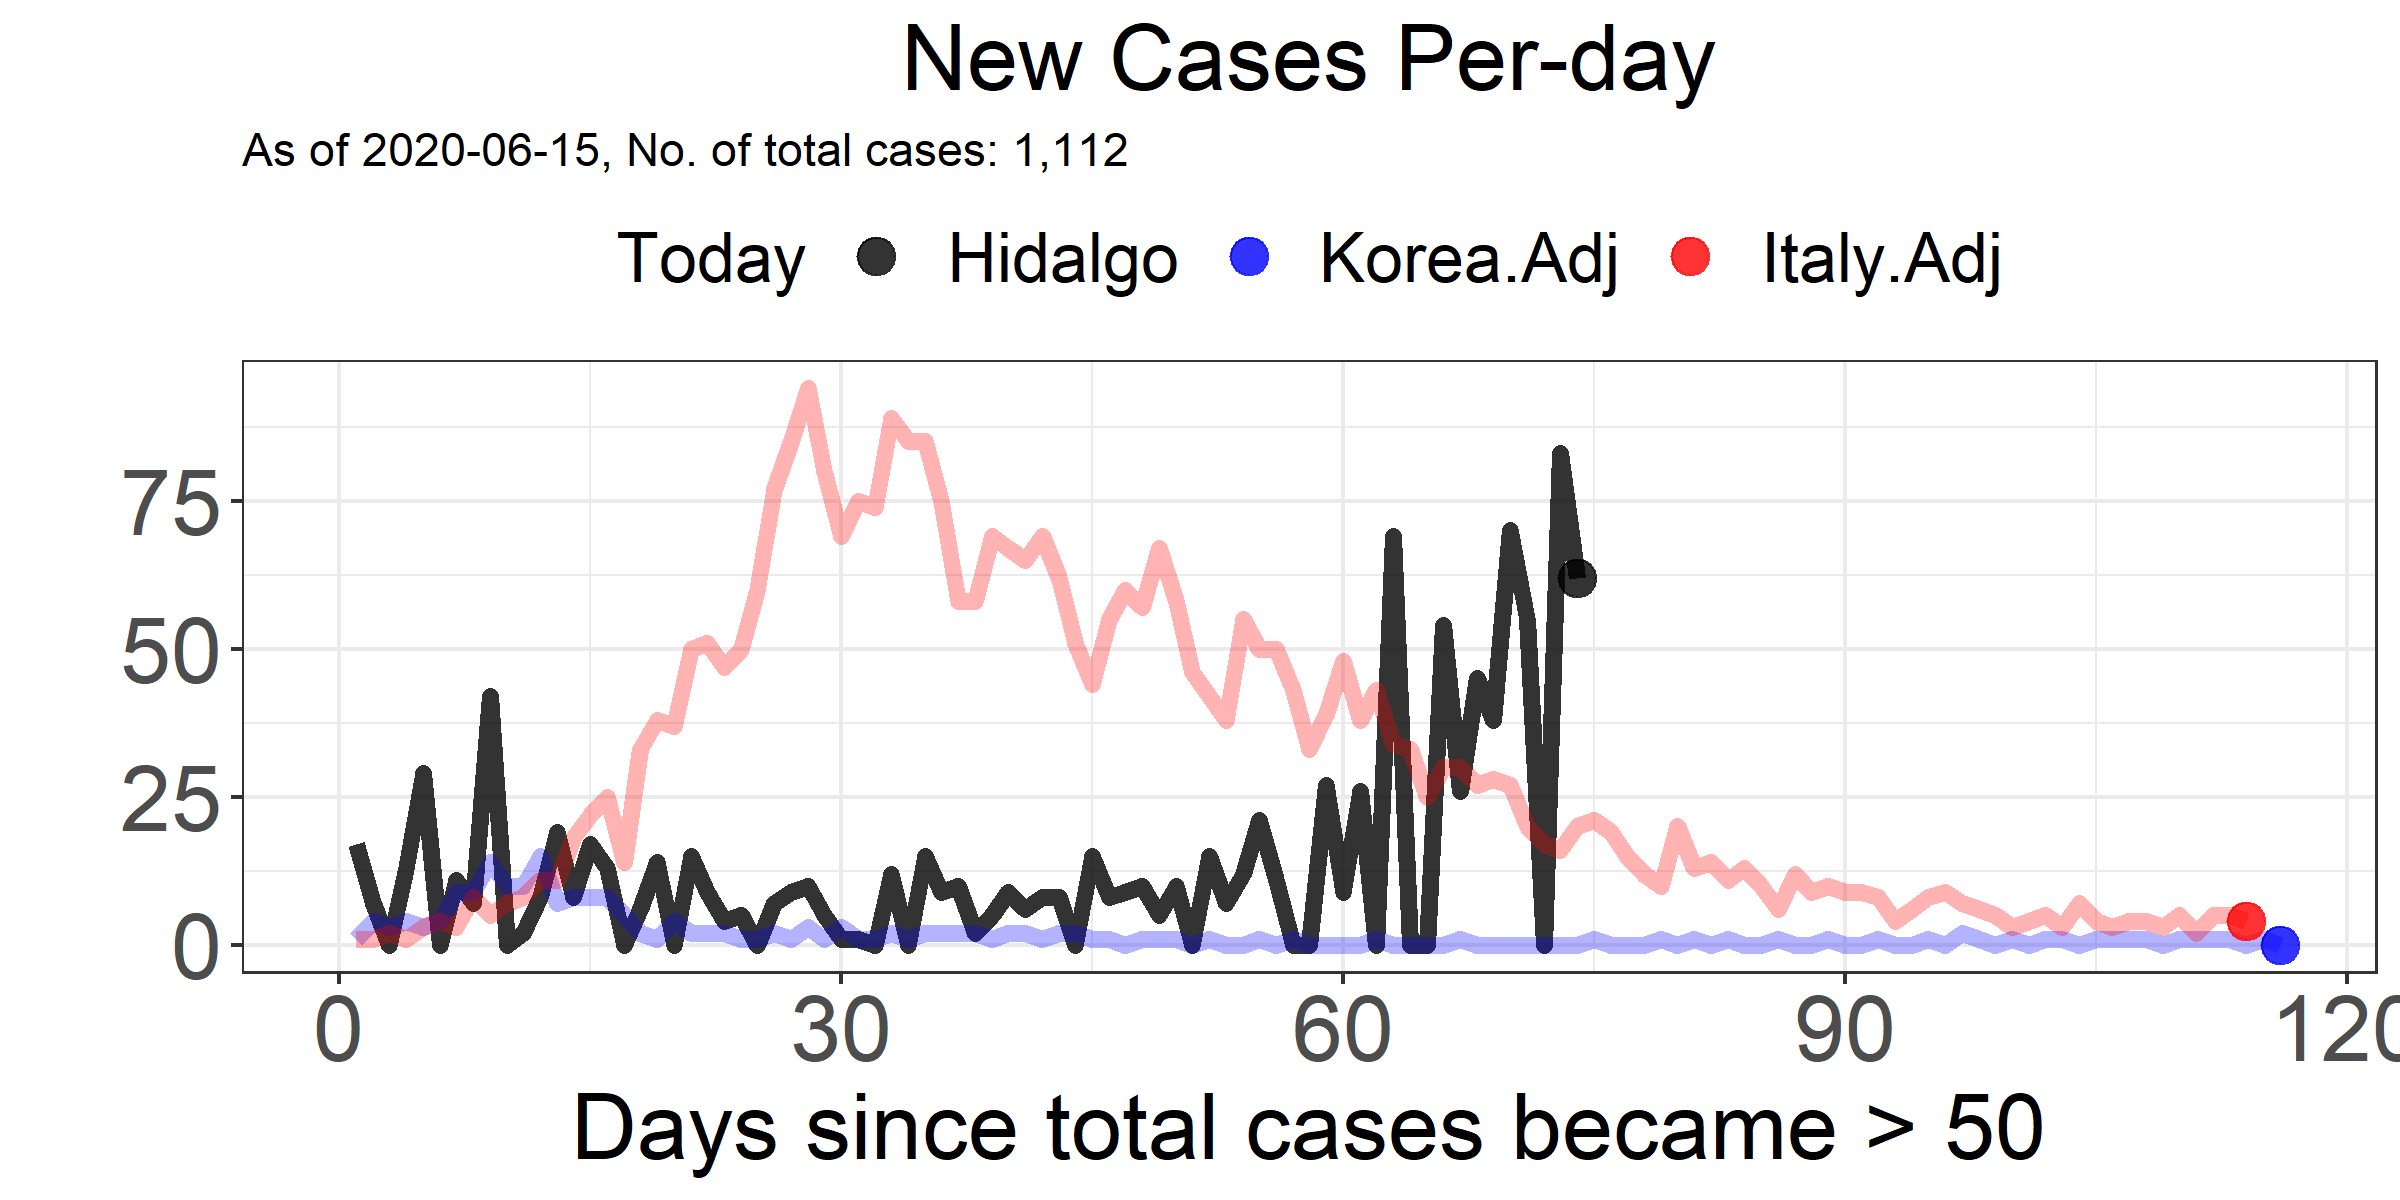 New Cases Per-day
As of 2020-06-15, No. of total cases: 1,112
Today Hidalgo Korea.Adj Italy.Adj
75
50
25
0
0 30 60 90 120
Days since total cases became > 50